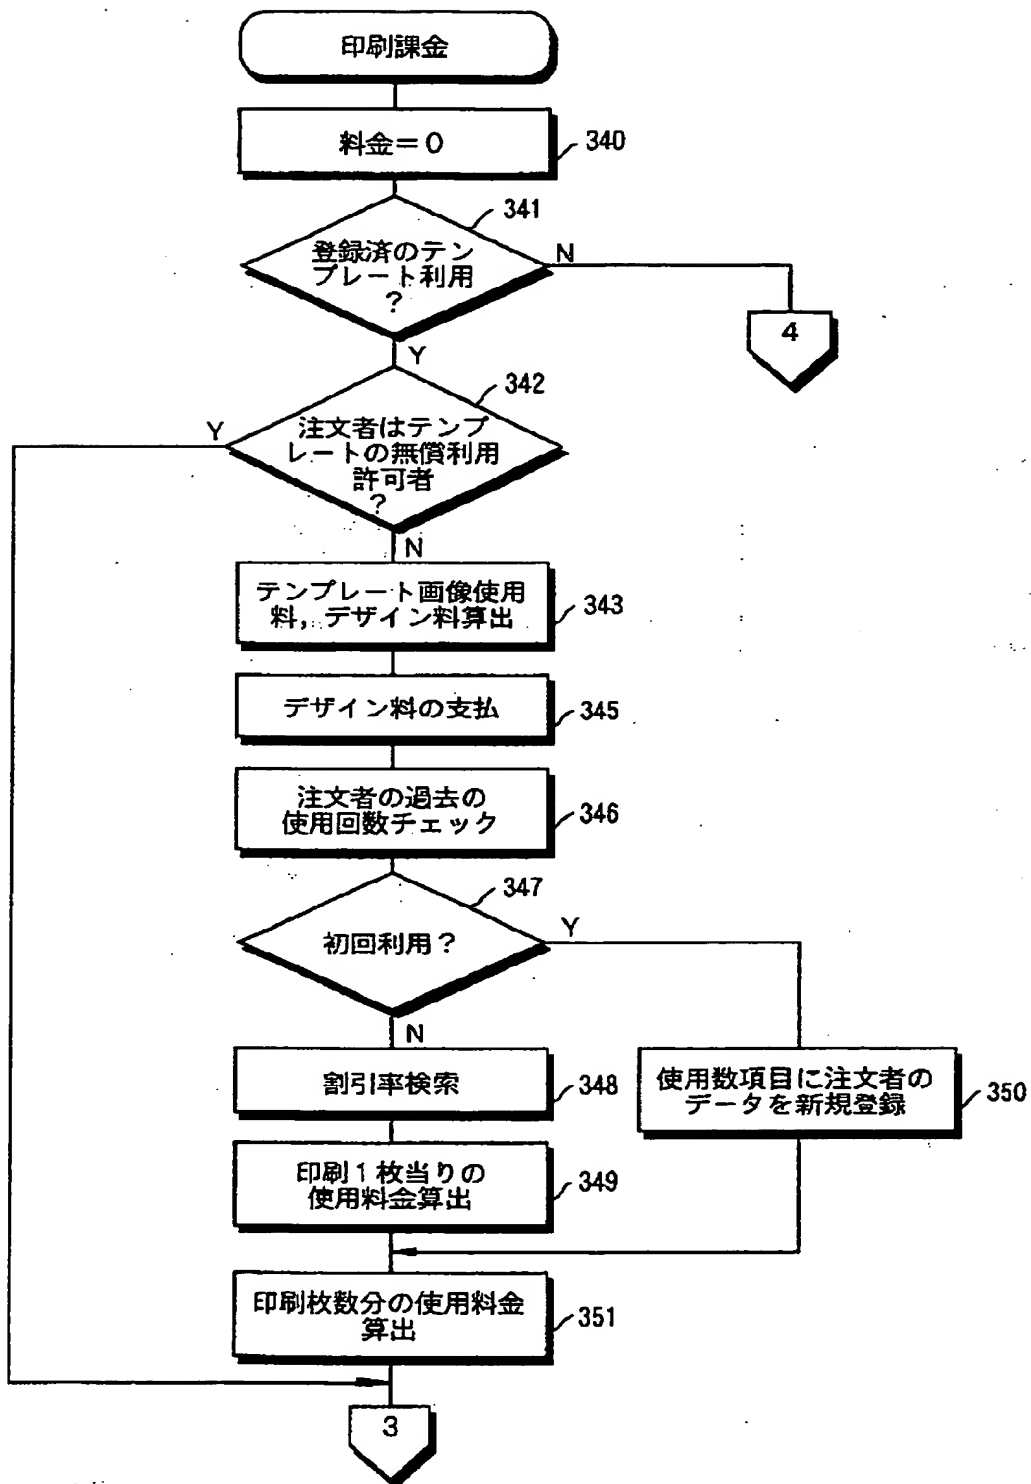 印刷課金
料金=0
340
341
登録済のテン
プレート利用
?
N
4
Y
342
注文者はテンプ
レートの無償利用
許可者
?
Y
N
テンプレート画像使用
料,デザイン料算出
343
デザイン料の支払
345
注文者の過去の
使用回数チェック
346
347
初回利用?
Y
N
割引率検索
348
使用数項目に注文者の
データを新規登録
350
印刷1枚当りの
使用料金算出
349
印刷枚数分の使用料金
算出
351
3